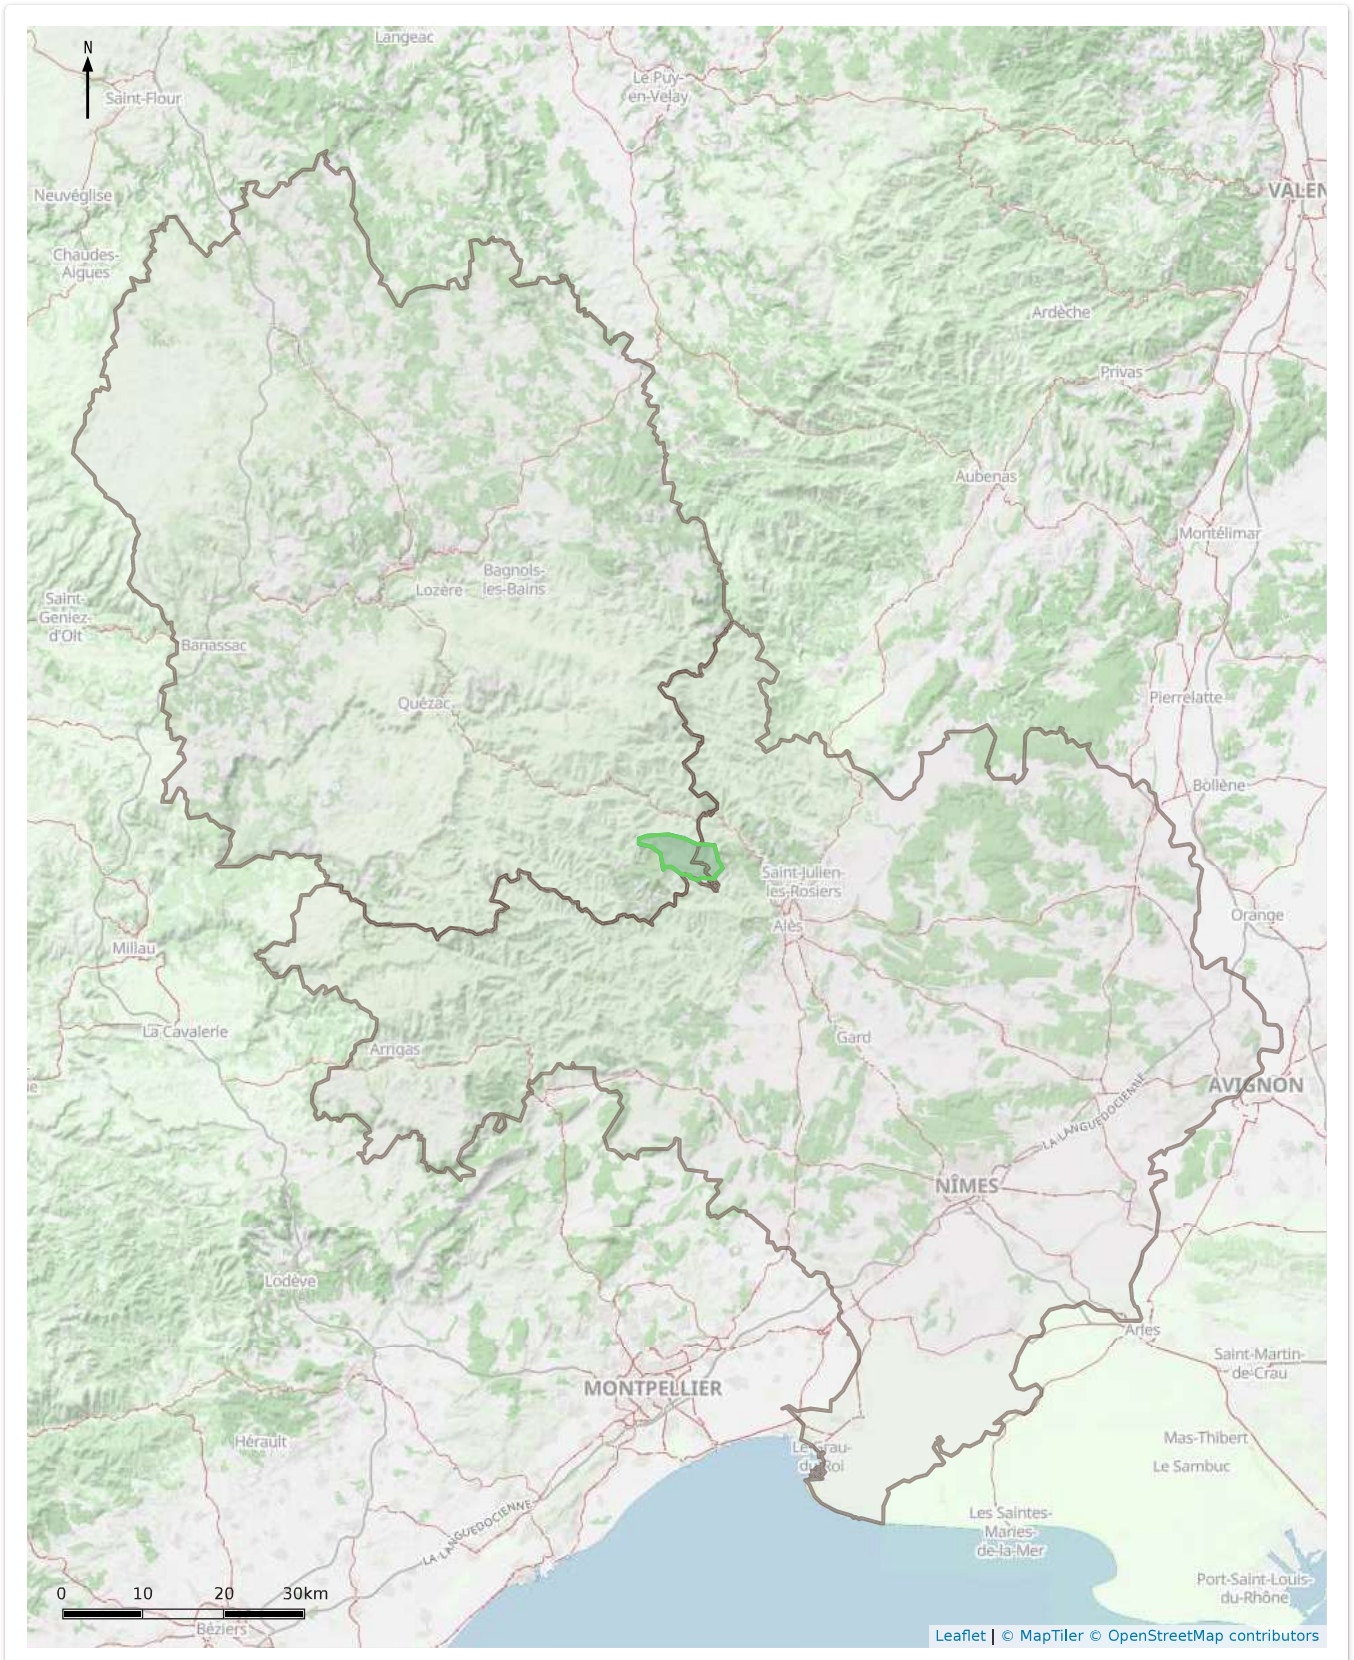 Langeac
N
Le Puy-
en-Velay
Saint-Flour
VALEN
Neuvéglise
Chaudes-
Aigues
Ardèche
Privas
Aubenas
Montélimar
Bagnols-
les-Bains
Lozère
Saint-
Geniez-
d'Olt
Banassac
Pierrelatte
Quézac
Bollène
Saint-Julien-
les-Rosiers
Orange
Alès
Millau
La Cavalerie
Gard
Arrigas
ie
AVIGNON
LA LANGUEDOCIENNE
NÎMES
Lodève
Arles
Saint-Martin-
de-Crau
MONTPELLIER
Hérault
Le Grau-
du-Roi
Mas-Thibert
Le Sambuc
Les Saintes-
Maries-
de-la-Mer
LA LANGUEDOCIENNE
Port-Saint-Louis-
du-Rhône
0 10 20 30km
Béziers
Leaflet | © MapTiler © OpenStreetMap contributors